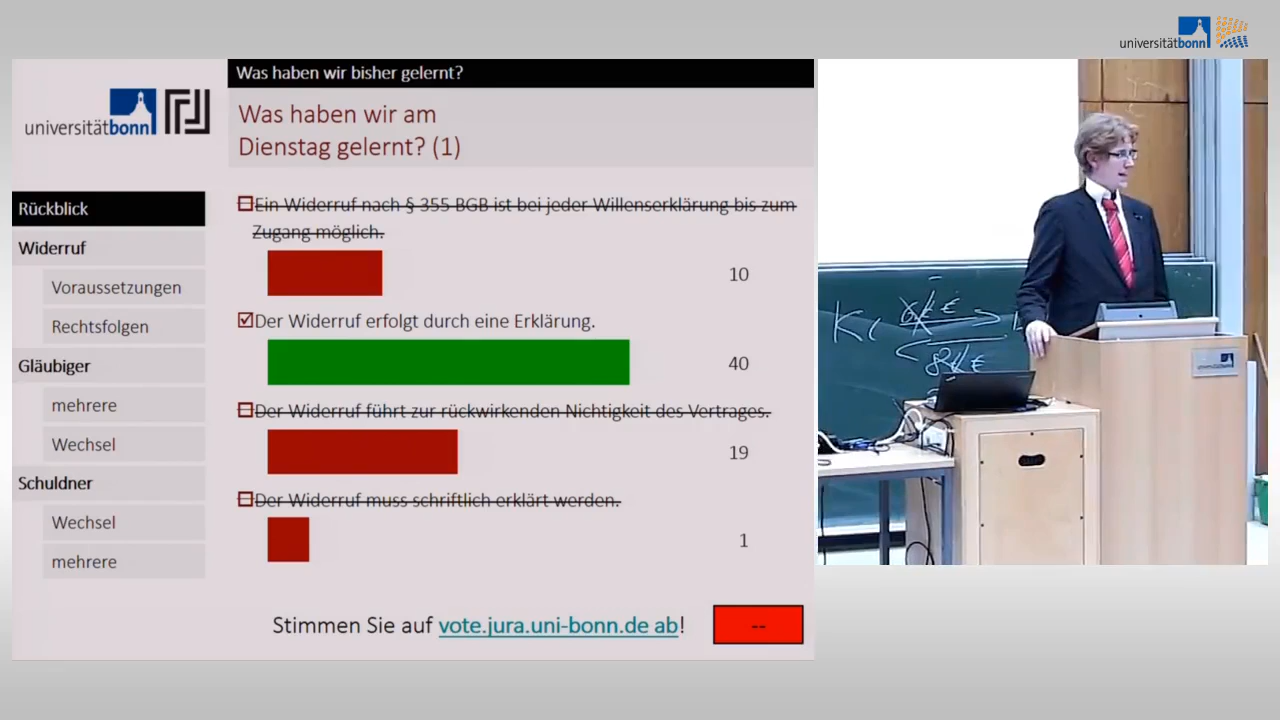 universitätbonn
Was haben wir bisher gelernt?
universitätbonn
Was haben wir am
Dienstag gelernt? (1)
Rückblick
Widerruf
Voraussetzungen
Rechtsfolgen
Gläubiger
mehrere
Wechsel
Schuldner
Wechsel
mehrere
Ein Widerruf nach § 355 BGB ist bei jeder Willenserklärung bis zum
Zugang möglich.
10
Der Widerruf erfolgt durch eine Erklärung.
40
Der Widerruf führt zur rückwirkenden Nichtigkeit des Vertrages.
19
Der Widerruf muss schriftlich erklärt werden.
1
Stimmen Sie auf vote.jura.uni-bonn.de ab!
--
universitätbonn